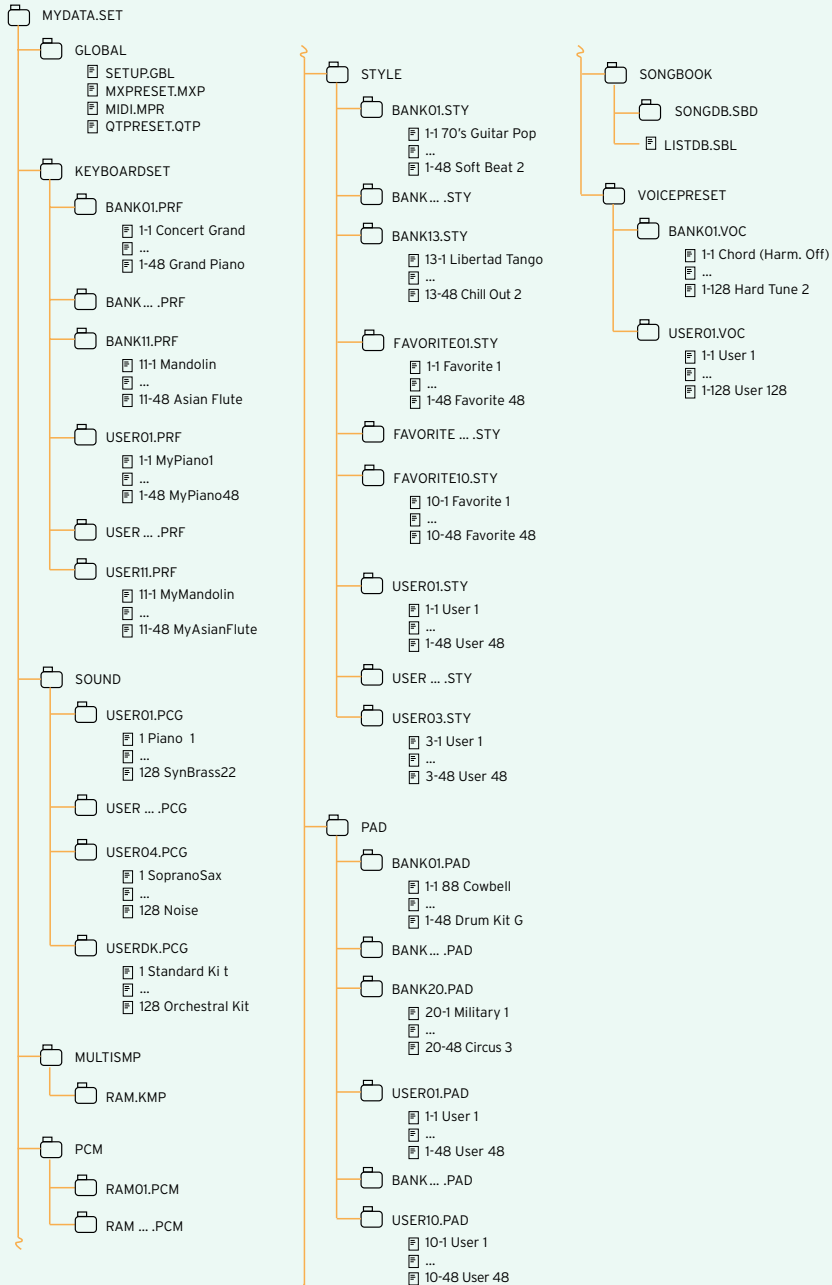 MYDATA.SET
GLOBAL
SETUP.GBL
MXPRESET.MXP
MIDI.MPR
QTPRESET.QTP
KEYBOARDSET
BANK01.PRF
1-1 Concert Grand
...
1-48 Grand Piano
BANK... .PRF
BANK11.PRF
11-1 Mandolin
...
11-48 Asian Flute
USER01.PRF
1-1 MyPiano1
...
1-48 MyPiano48
USER ... .PRF
USER11.PRF
11-1 MyMandolin
...
11-48 MyAsianFlute
SOUND
USER01.PCG
1 Piano 1
...
128 SynBrass22
USER ... .PCG
USER04.PCG
1 SopranoSax
...
128 Noise
USERDK.PCG
1 Standard Ki t
...
128 Orchestral Kit
MULTISMP
RAM.KMP
PCM
RAM01.PCM
RAM ... .PCM
STYLE
BANK01.STY
1-1 70's Guitar Pop
...
1-48 Soft Beat 2
BANK... .STY
BANK13.STY
13-1 Libertad Tango
...
13-48 Chill Out 2
FAVORITE01.STY
1-1 Favorite 1
...
1-48 Favorite 48
FAVORITE ... .STY
FAVORITE10.STY
10-1 Favorite 1
...
10-48 Favorite 48
USER01.STY
1-1 User 1
...
1-48 User 48
USER ... .STY
USER03.STY
3-1 User 1
...
3-48 User 48
PAD
BANK01.PAD
1-1 88 Cowbell
...
1-48 Drum Kit G
BANK... .PAD
BANK20.PAD
20-1 Military 1
...
20-48 Circus 3
USER01.PAD
1-1 User 1
...
1-48 User 48
BANK... .PAD
USER10.PAD
10-1 User 1
...
10-48 User 48
SONGBOOK
SONGDB.SBD
LISTDB.SBL
VOICEPRESET
BANK01.VOC
1-1 Chord (Harm. Off)
...
1-128 Hard Tune 2
USER01.VOC
1-1 User 1
...
1-128 User 128